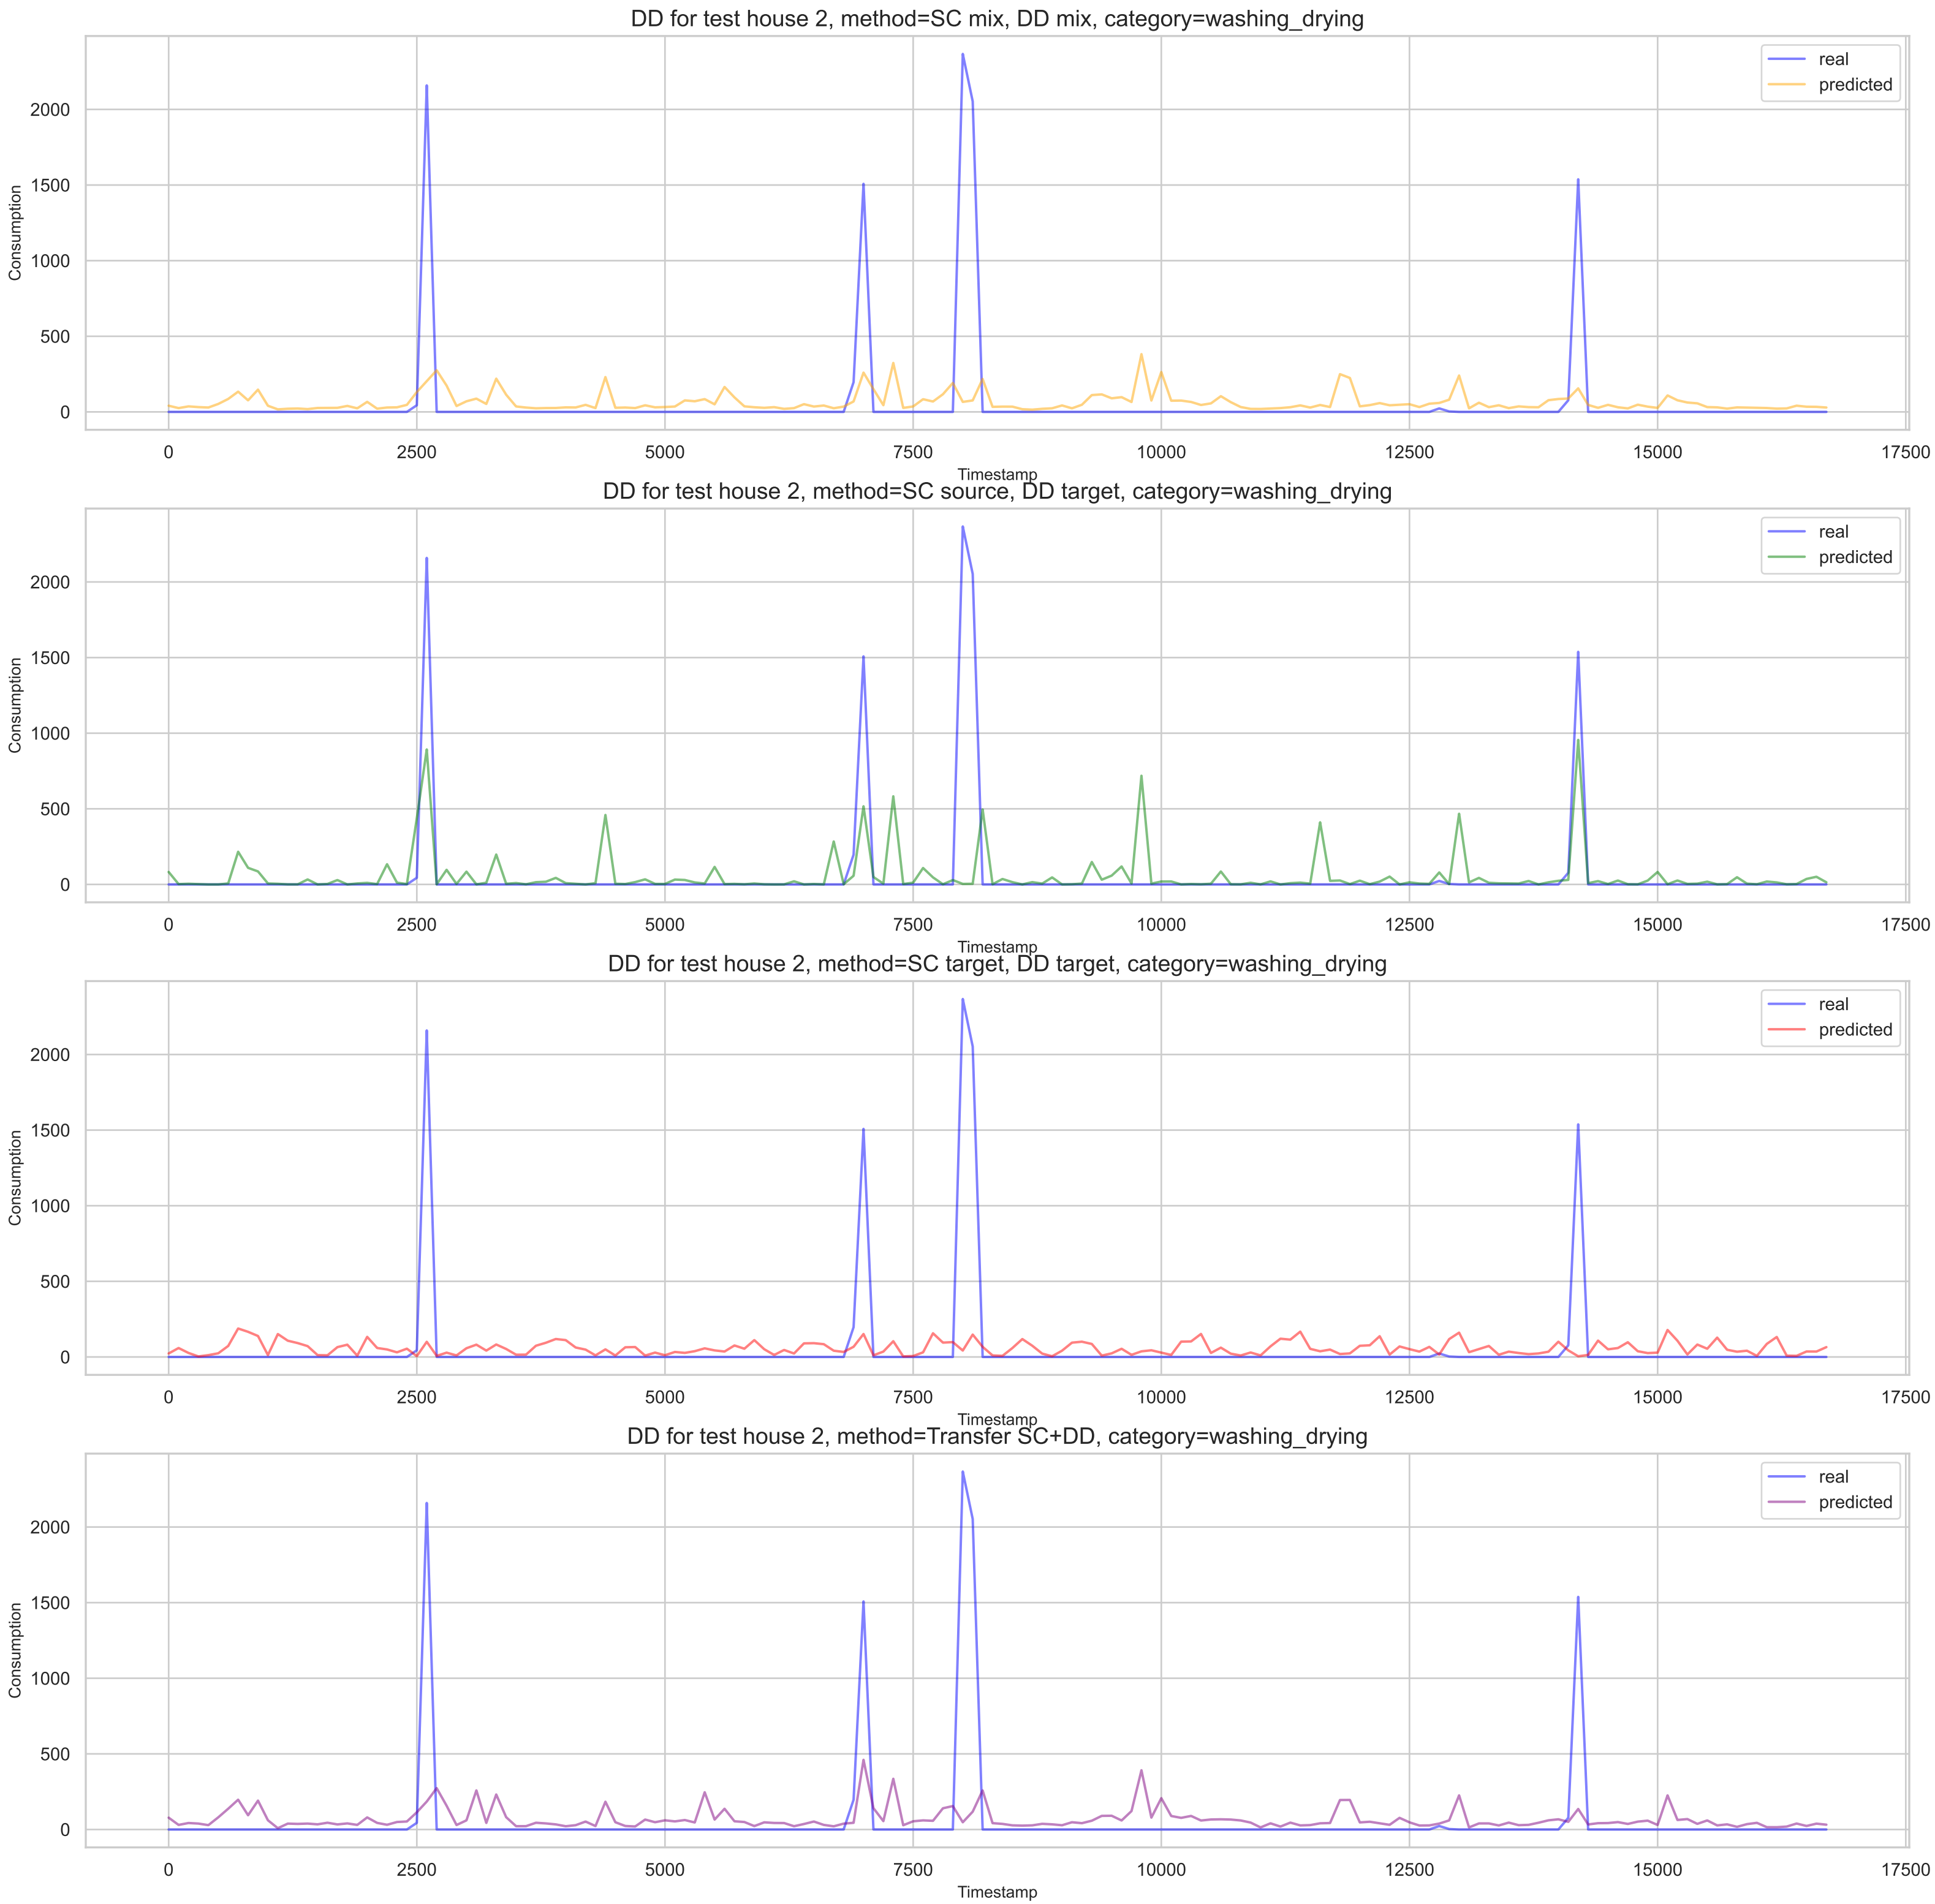 DD for test house 2, method=SC mix, DD mix, category=washing_drying
real
predicted
2000
1500
1000
500
0
Consumption
0 2500 5000 7500 10000 12500 15000 17500
Timestamp
DD for test house 2, method=SC source, DD target, category=washing_drying
real
predicted
2000
1500
1000
500
0
Consumption
0 2500 5000 7500 10000 12500 15000 17500
Timestamp
DD for test house 2, method=SC target, DD target, category=washing_drying
real
predicted
2000
1500
1000
500
0
Consumption
0 2500 5000 7500 10000 12500 15000 17500
Timestamp
DD for test house 2, method=Transfer SC+DD, category=washing_drying
real
predicted
2000
1500
1000
500
0
Consumption
0 2500 5000 7500 10000 12500 15000 17500
Timestamp